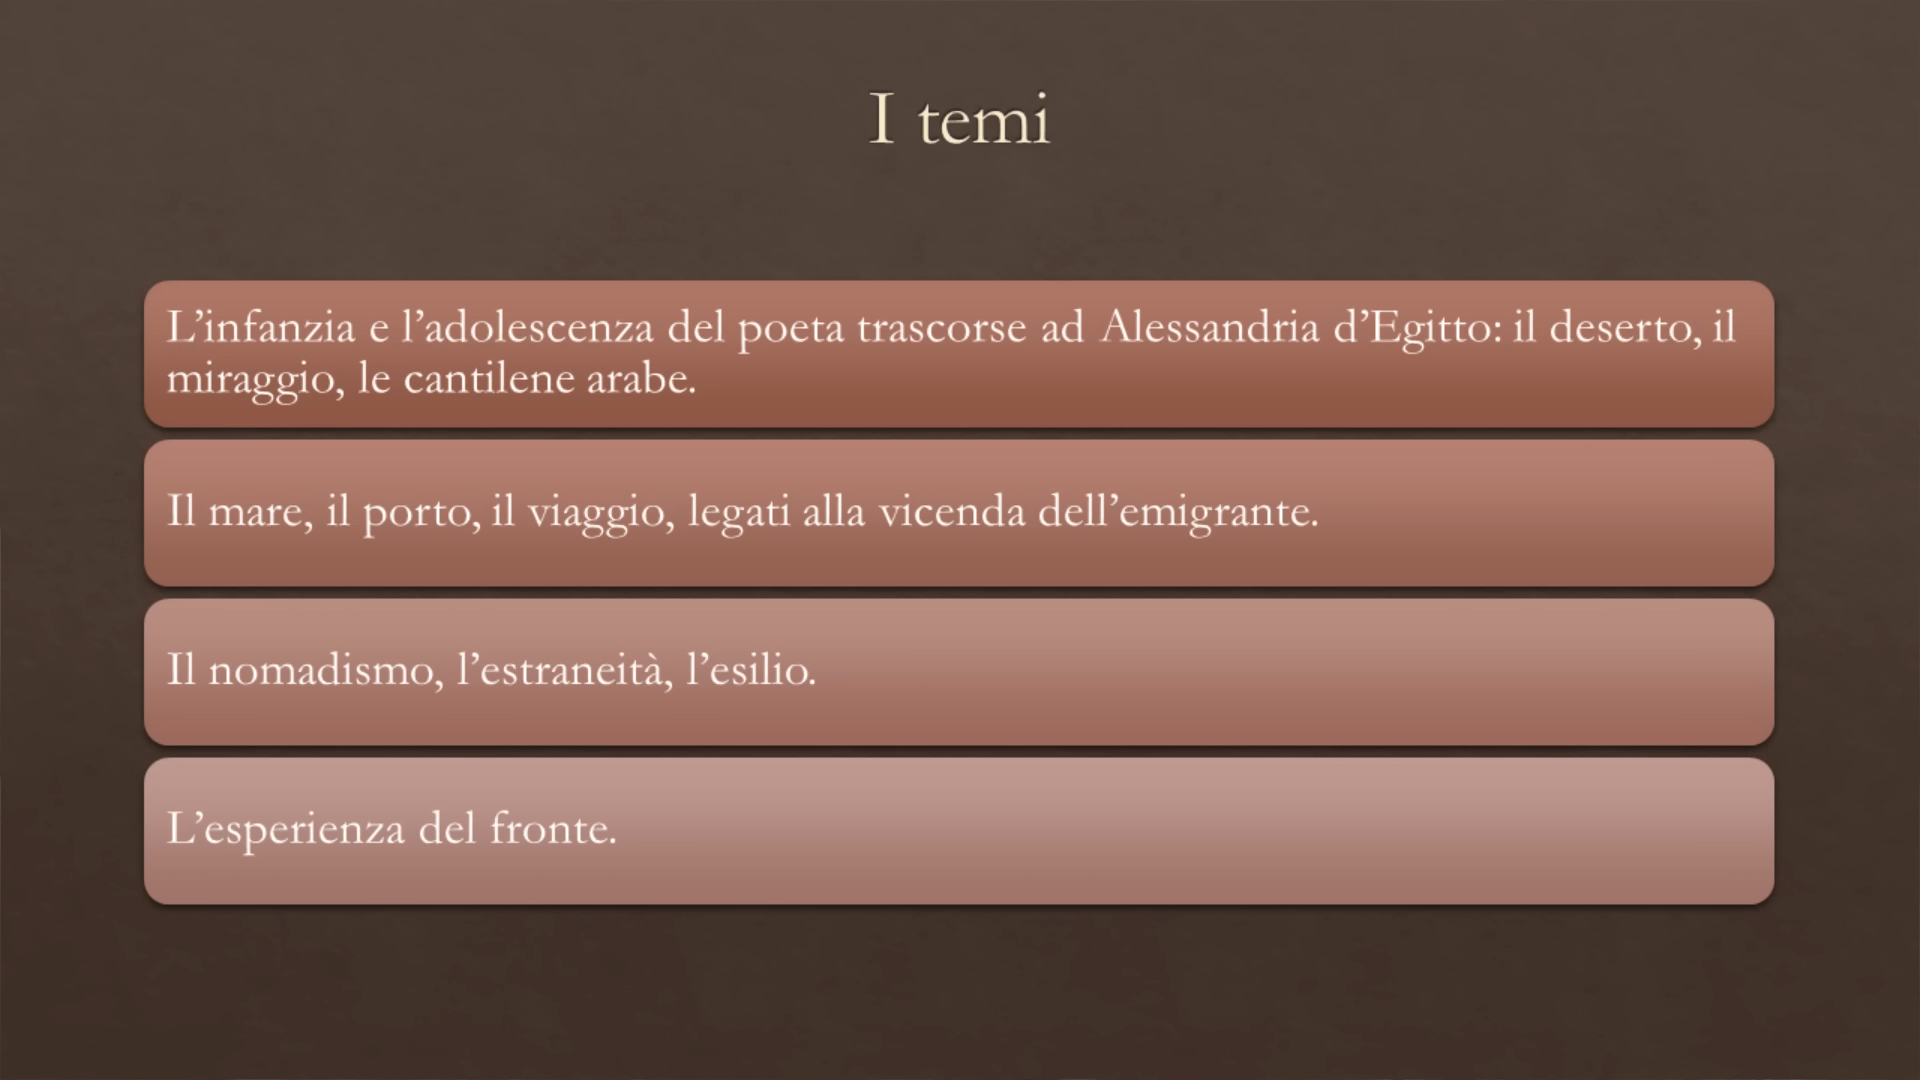 I temi
L’infanzia e l’adolescenza del poeta trascorse ad Alessandria d’Egitto: il deserto, il
miraggio, le cantilene arabe.
Il mare, il porto, il viaggio, legati alla vicenda dell’emigrante.
Il nomadismo, l’estraneità, l’esilio.
L’esperienza del fronte.